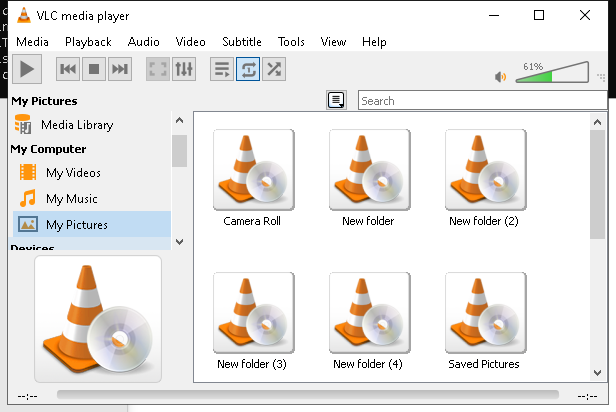 VLC media player
Media Playback Audio Video Subtitle Tools View Help
61%
My Pictures
Search
Media Library
My Computer
My Videos
My Music
My Pictures
Devices
Camera Roll
New folder
New folder (2)
New folder (3)
New folder (4)
Saved Pictures
--:--
--:--